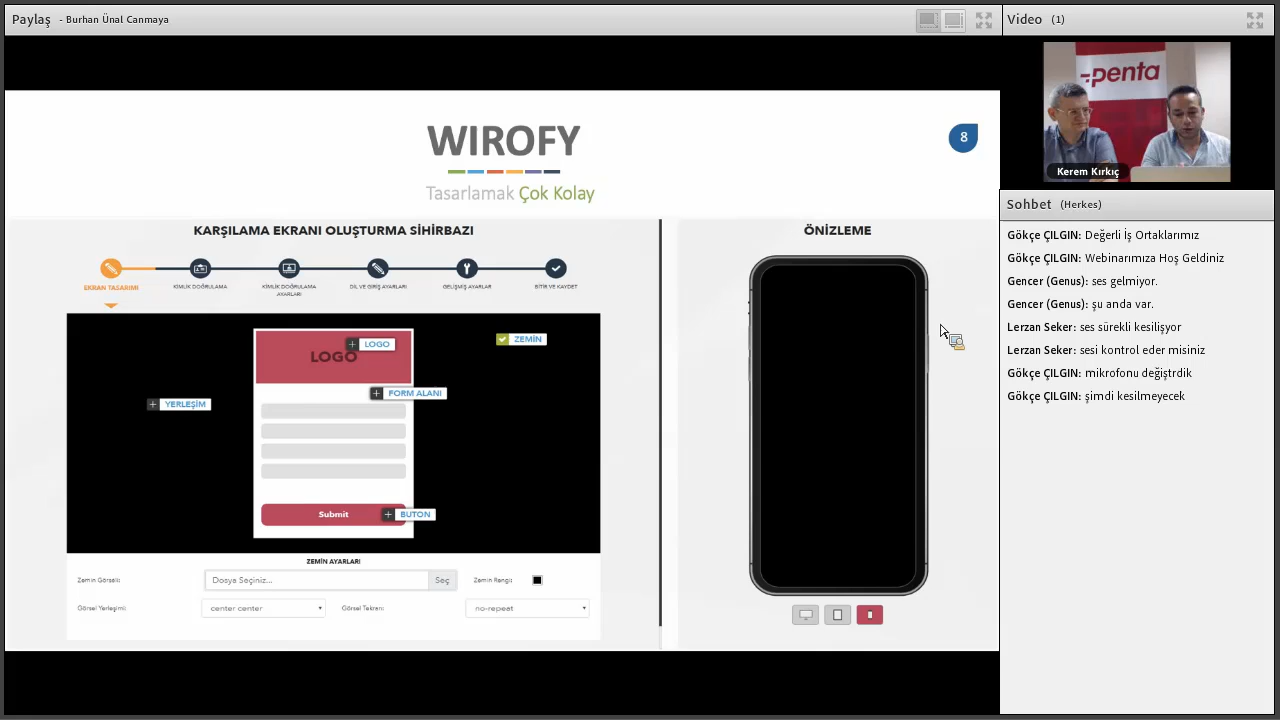 Paylaş - Burhan Ünal Canmaya
Video (1)
-penta
Kerem Kırkıç
WIROFY
8
Tasarlamak Çok Kolay
KARŞILAMA EKRANI OLUŞTURMA SİHİRBAZI
ÖNİZLEME
EKRAN TASARIMI
KİMLİK DOĞRULAMA
KİMLİK DOĞRULAMA
AYARLARI
DİL VE GİRİŞ AYARLARI
GELİŞMİŞ AYARLAR
BİTİR VE KAYDET
LOGO
LOGO
ZEMİN
FORM ALANI
YERLEŞİM
Submit
BUTON
ZEMİN AYARLARI
Zemin Görseli:
Dosya Seçiniz...
Seç
Zemin Rengi:
Görsel Yerleşimi:
center center
Görsel Tekrarı:
no-repeat
Sohbet (Herkes)
Gökçe ÇILGIN: Değerli İş Ortaklarımız
Gökçe ÇILGIN: Webinarımıza Hoş Geldiniz
Gencer (Genus): ses gelmiyor.
Gencer (Genus): şu anda var.
Lerzan Seker: ses sürekli kesilişyor
Lerzan Seker: sesi kontrol eder misiniz
Gökçe ÇILGIN: mikrofonu değiştrdik
Gökçe ÇILGIN: şimdi kesilmeyecek